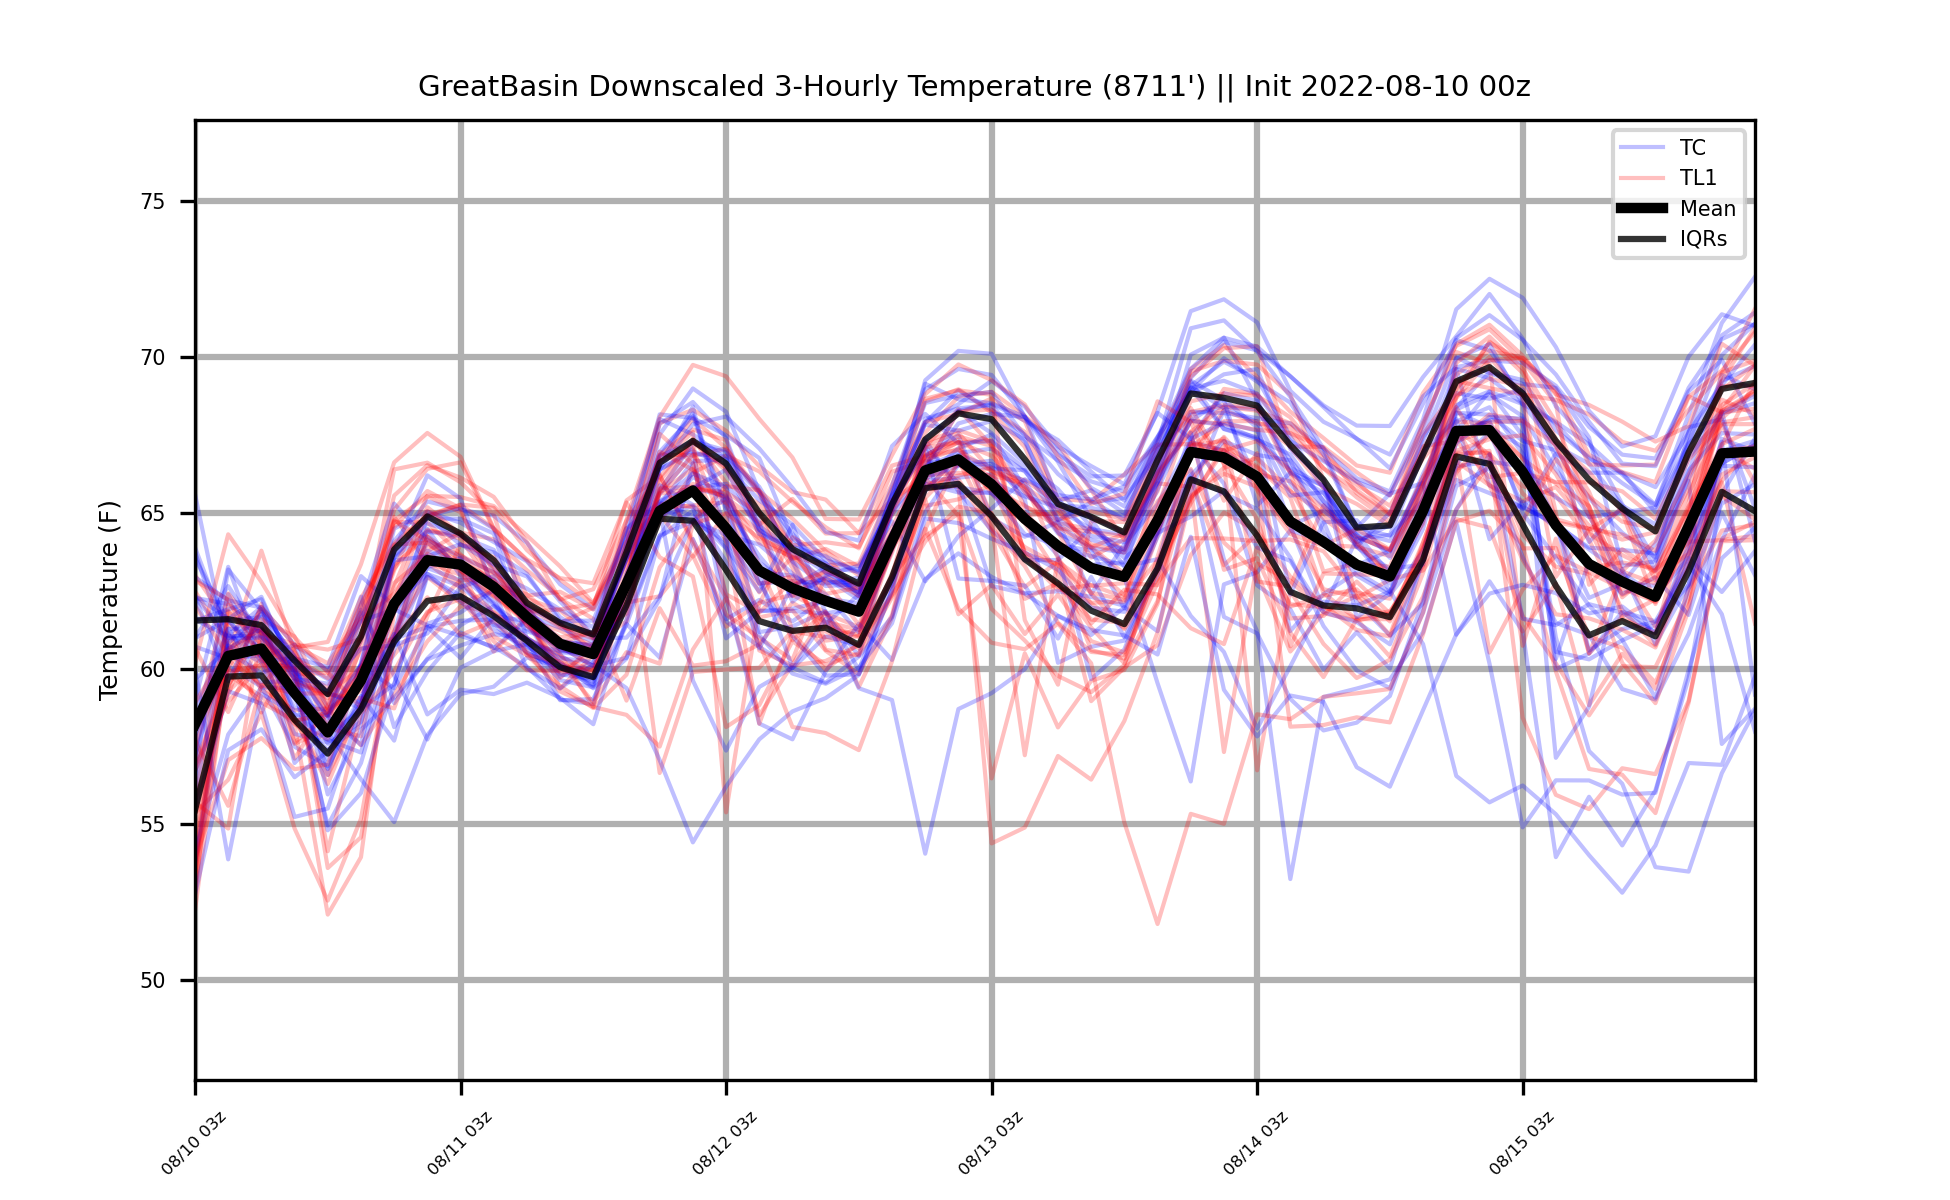 GreatBasin Downscaled 3-Hourly Temperature (8711') || Init 2022-08-10 00z
TC
TL1
Mean
IQRs
Temperature (F)
75
70
65
60
55
50
08/10 03z
08/11 03z
08/12 03z
08/13 03z
08/14 03z
08/15 03z